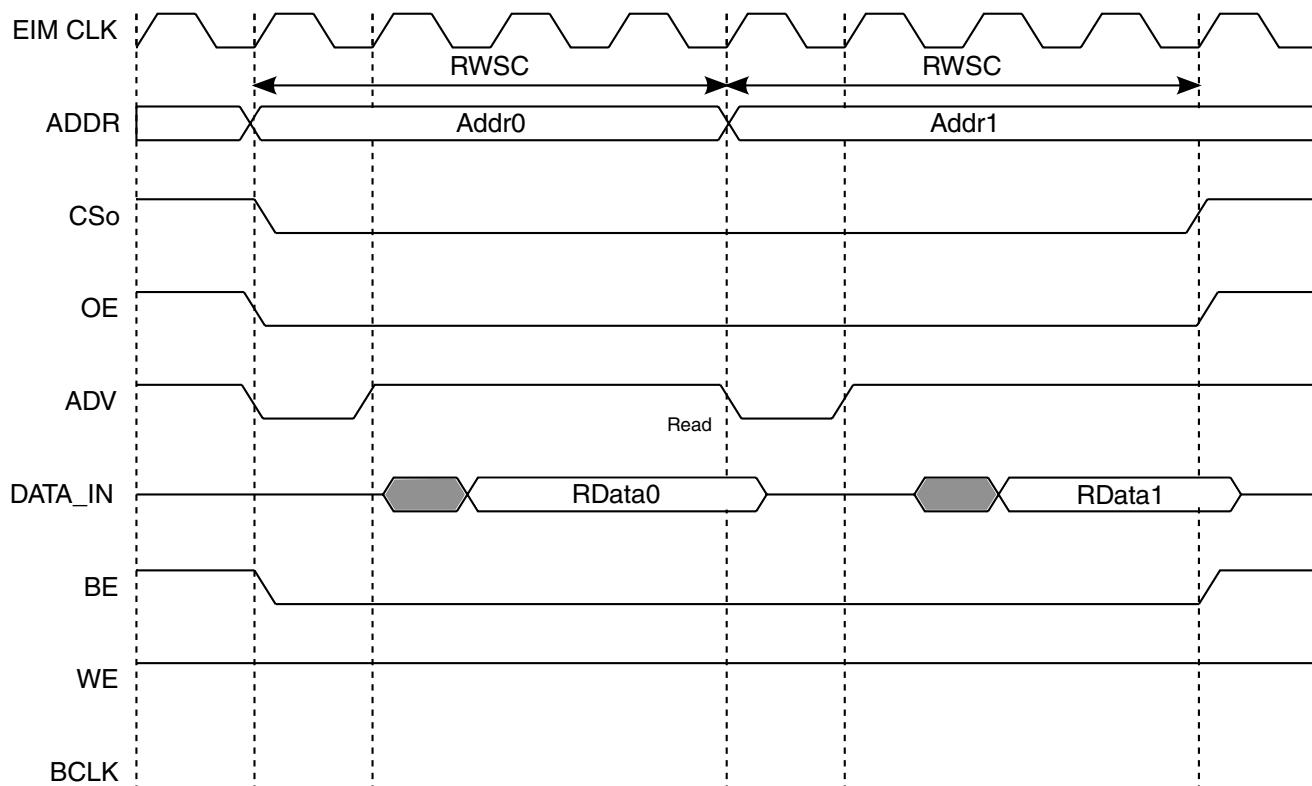 EIM CLK
RWSC RWSC
ADDR Addr0 Addr1
CSo
OE
ADV
Read
DATA_IN RData0 RData1
BE
WE
BCLK